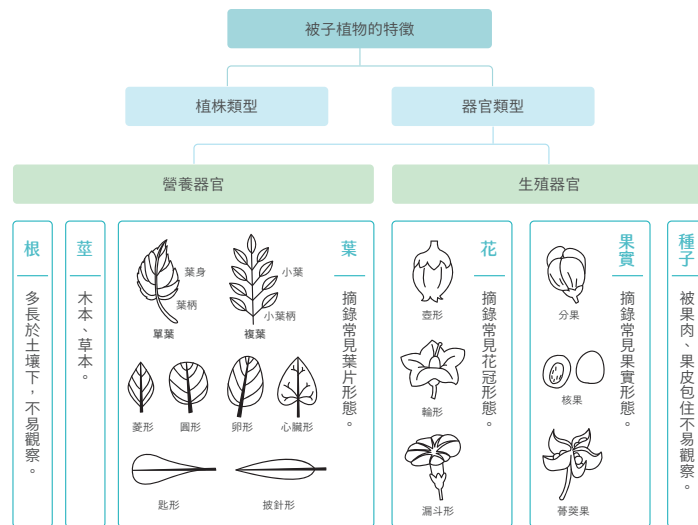 被子植物的特徵
植株類型
器官類型
營養器官
生殖器官
根
多長於土壤下，不易觀察。
莖
木本、草本。
葉
摘錄常見葉片形態。
葉身
葉柄
單葉
小葉
小葉柄
複葉
菱形
圓形
卵形
心臟形
匙形
披針形
花
摘錄常見花冠形態。
壺形
輪形
漏斗形
果實
摘錄常見果實形態。
分果
核果
蓇葖果
種子
被果肉、果皮包住不易觀察。